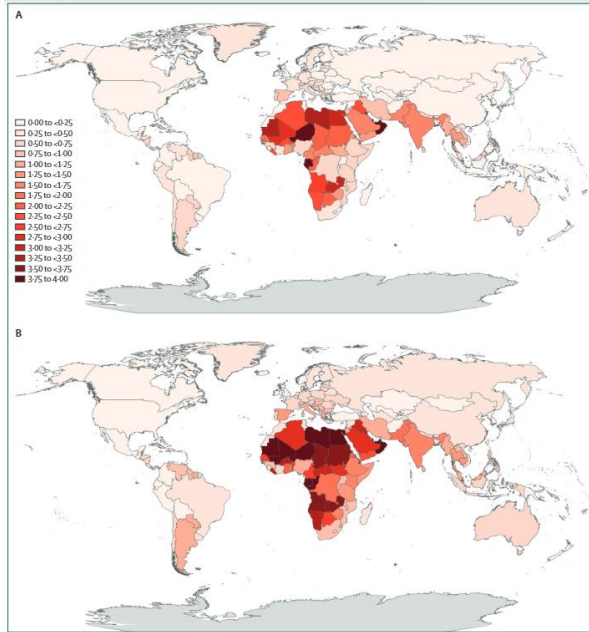 A
0·00 to <0·25
0·25 to <0·50
0·50 to <0·75
0·75 to <1·00
1·00 to <1·25
1·25 to <1·50
1·50 to <1·75
1·75 to <2·00
2·00 to <2·25
2·25 to <2·50
2·50 to <2·75
2·75 to <3·00
3·00 to <3·25
3·25 to <3·50
3·50 to <3·75
3·75 to 4·00
B